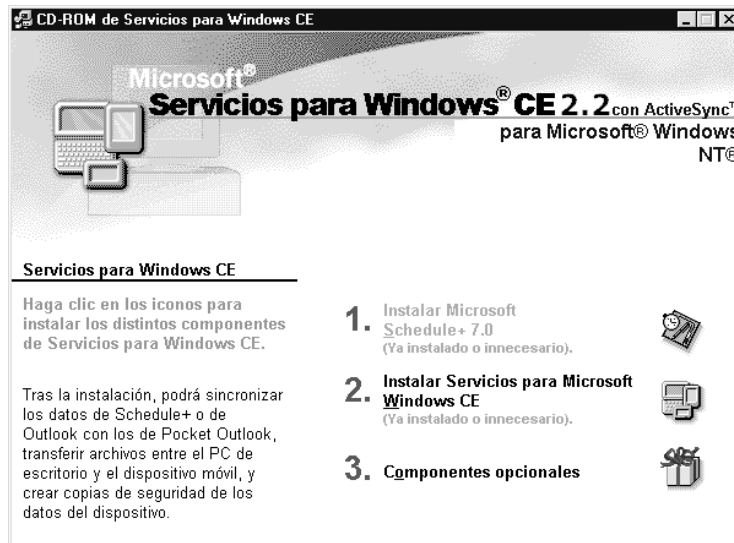 CD-ROM de Servicios para Windows CE
Microsoft®
Servicios para Windows® CE 2.2 con ActiveSync™
para Microsoft® Windows
NT®
Servicios para Windows CE
Haga clic en los iconos para
instalar los distintos componentes
de Servicios para Windows CE.
Tras la instalación, podrá sincronizar
los datos de Schedule+ o de
Outlook con los de Pocket Outlook,
transferir archivos entre el PC de
escritorio y el dispositivo móvil, y
crear copias de seguridad de los
datos del dispositivo.
1. Instalar Microsoft
Schedule+ 7.0
(Ya instalado o innecesario).
2. Instalar Servicios para Microsoft
Windows CE
(Ya instalado o innecesario).
3. Componentes opcionales